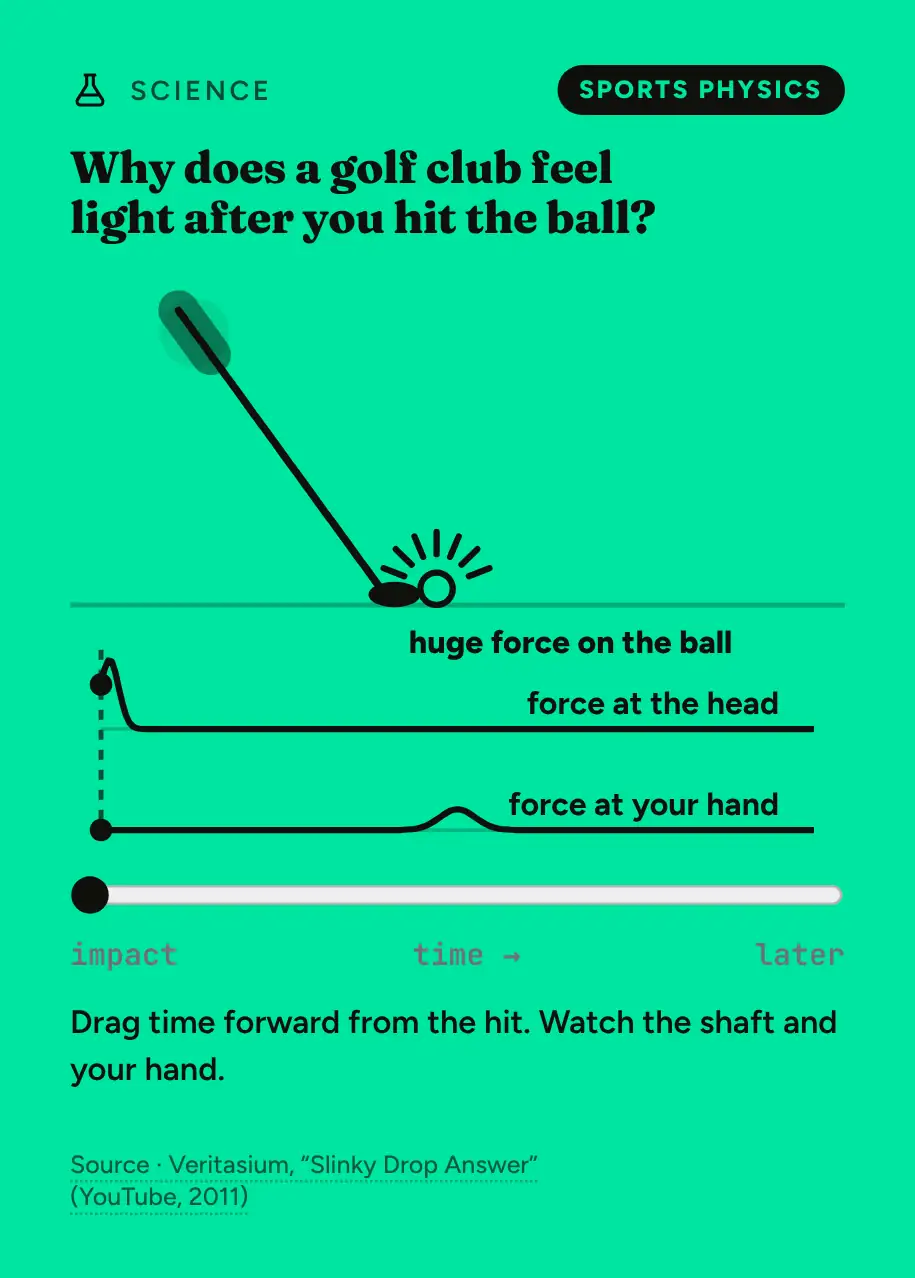 SCIENCE
SPORTS PHYSICS
Why does a golf club feel
light after you hit the ball?
huge force on the ball
force at the head
force at your hand
impact
time →
later
Drag time forward from the hit. Watch the shaft and
your hand.
Source · Veritasium, “Slinky Drop Answer”
(YouTube, 2011)